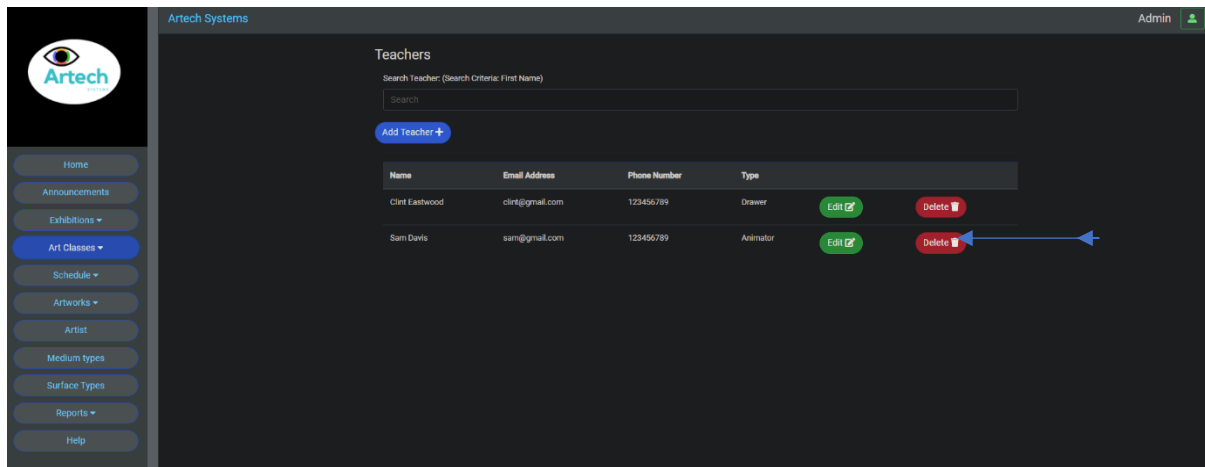 Artech Systems
Admin
Artech
SYSTEMS
Home
Announcements
Exhibitions
Art Classes
Schedule
Artworks
Artist
Medium types
Surface Types
Reports
Help
Teachers
Search Teacher: (Search Criteria: First Name)
Search
Add Teacher
Name Email Address Phone Number Type
Clint Eastwood clint@gmail.com 123456789 Drawer Edit Delete
Sam Davis sam@gmail.com 123456789 Animator Edit Delete